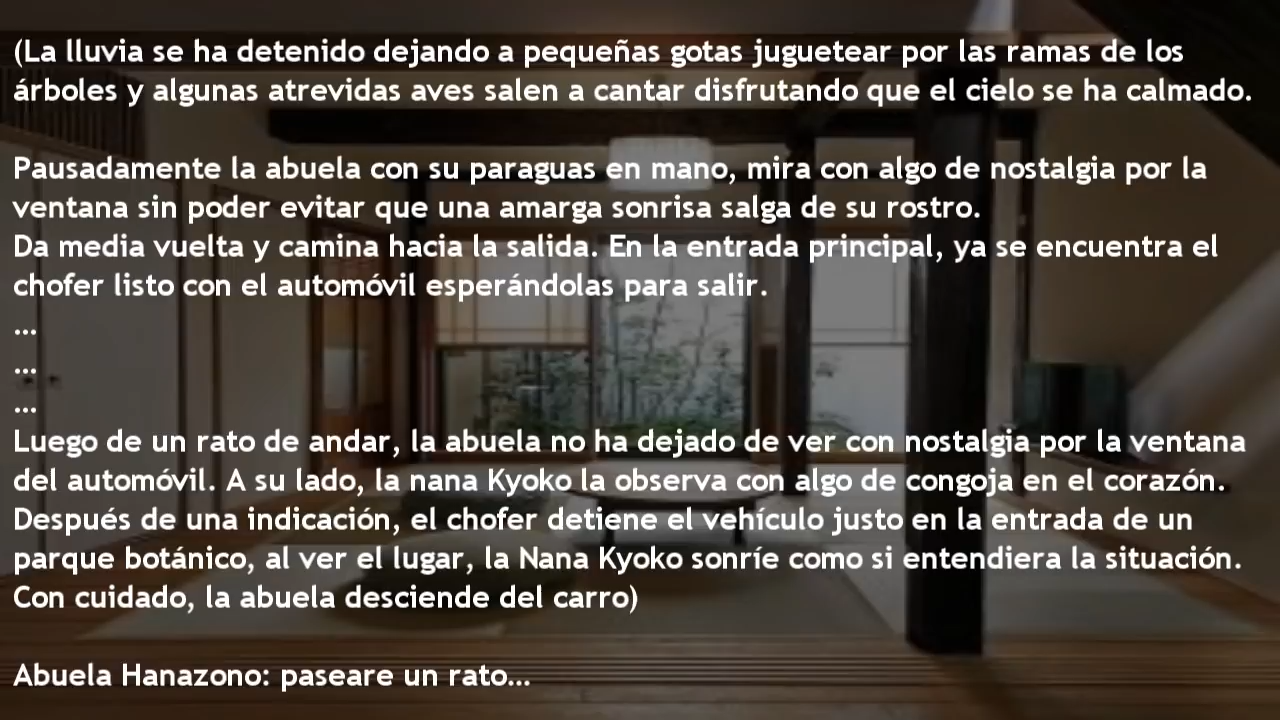 (La lluvia se ha detenido dejando a pequeñas gotas juguetear por las ramas de los
árboles y algunas atrevidas aves salen a cantar disfrutando que el cielo se ha calmado.
Pausadamente la abuela con su paraguas en mano, mira con algo de nostalgia por la
ventana sin poder evitar que una amarga sonrisa salga de su rostro.
Da media vuelta y camina hacia la salida. En la entrada principal, ya se encuentra el
chofer listo con el automóvil esperándolas para salir.
...
...
...
Luego de un rato de andar, la abuela no ha dejado de ver con nostalgia por la ventana
del automóvil. A su lado, la nana Kyoko la observa con algo de congoja en el corazón.
Después de una indicación, el chofer detiene el vehículo justo en la entrada de un
parque botánico, al ver el lugar, la Nana Kyoko sonríe como si entendiera la situación.
Con cuidado, la abuela desciende del carro)
Abuela Hanazono: paseare un rato...